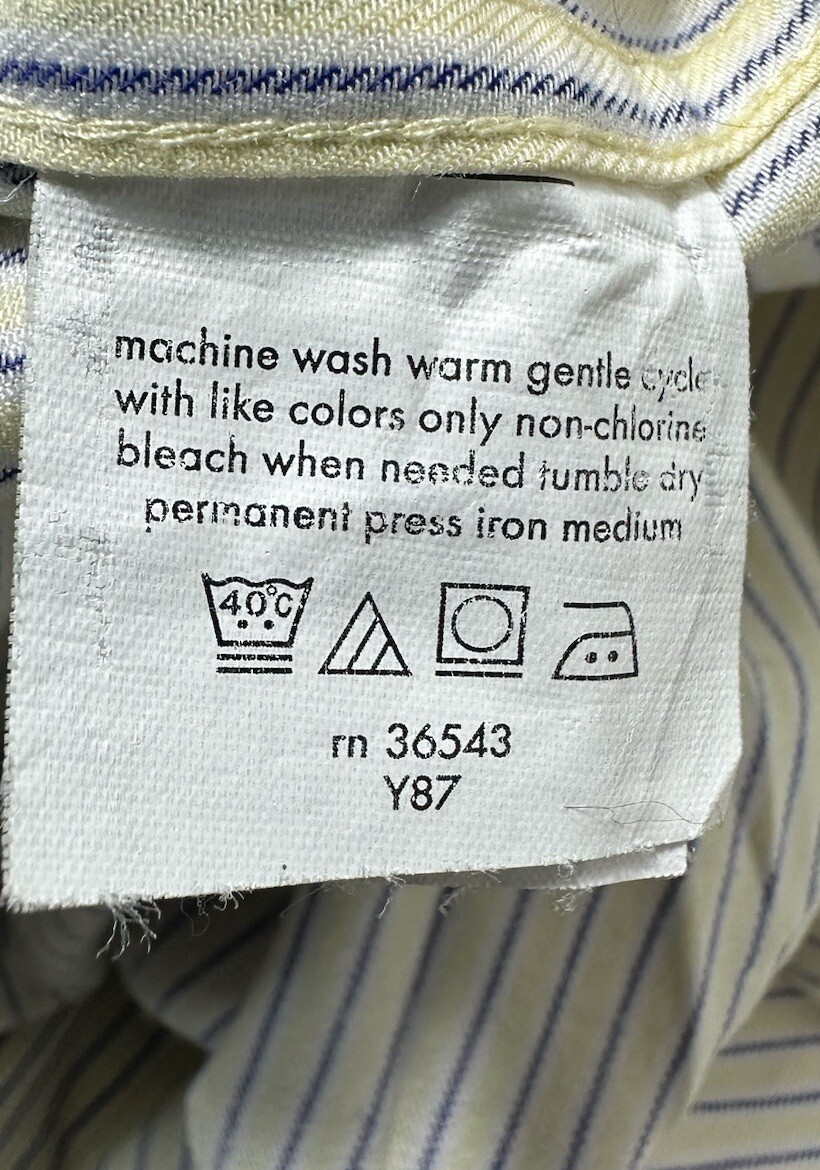 machine wash warm gentle cycle
with like colors only non-chlorine
bleach when needed tumble dry
permanent press iron medium
40°C
rn 36543
Y87